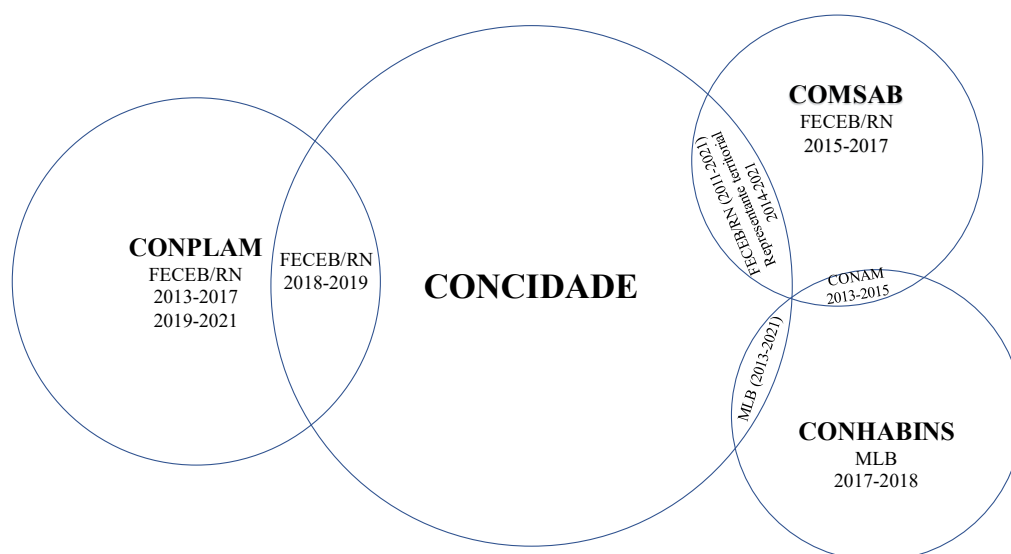 CONPLAM
FECEB/RN
2013-2017
2019-2021
FECEB/RN
2018-2019
CONCIDADE
FECEB/RN (2011-2021)
Representante territorial
2014-2021
COMSAB
FECEB/RN
2015-2017
CONAM
2013-2015
MLB (2013-2021)
CONHABINS
MLB
2017-2018